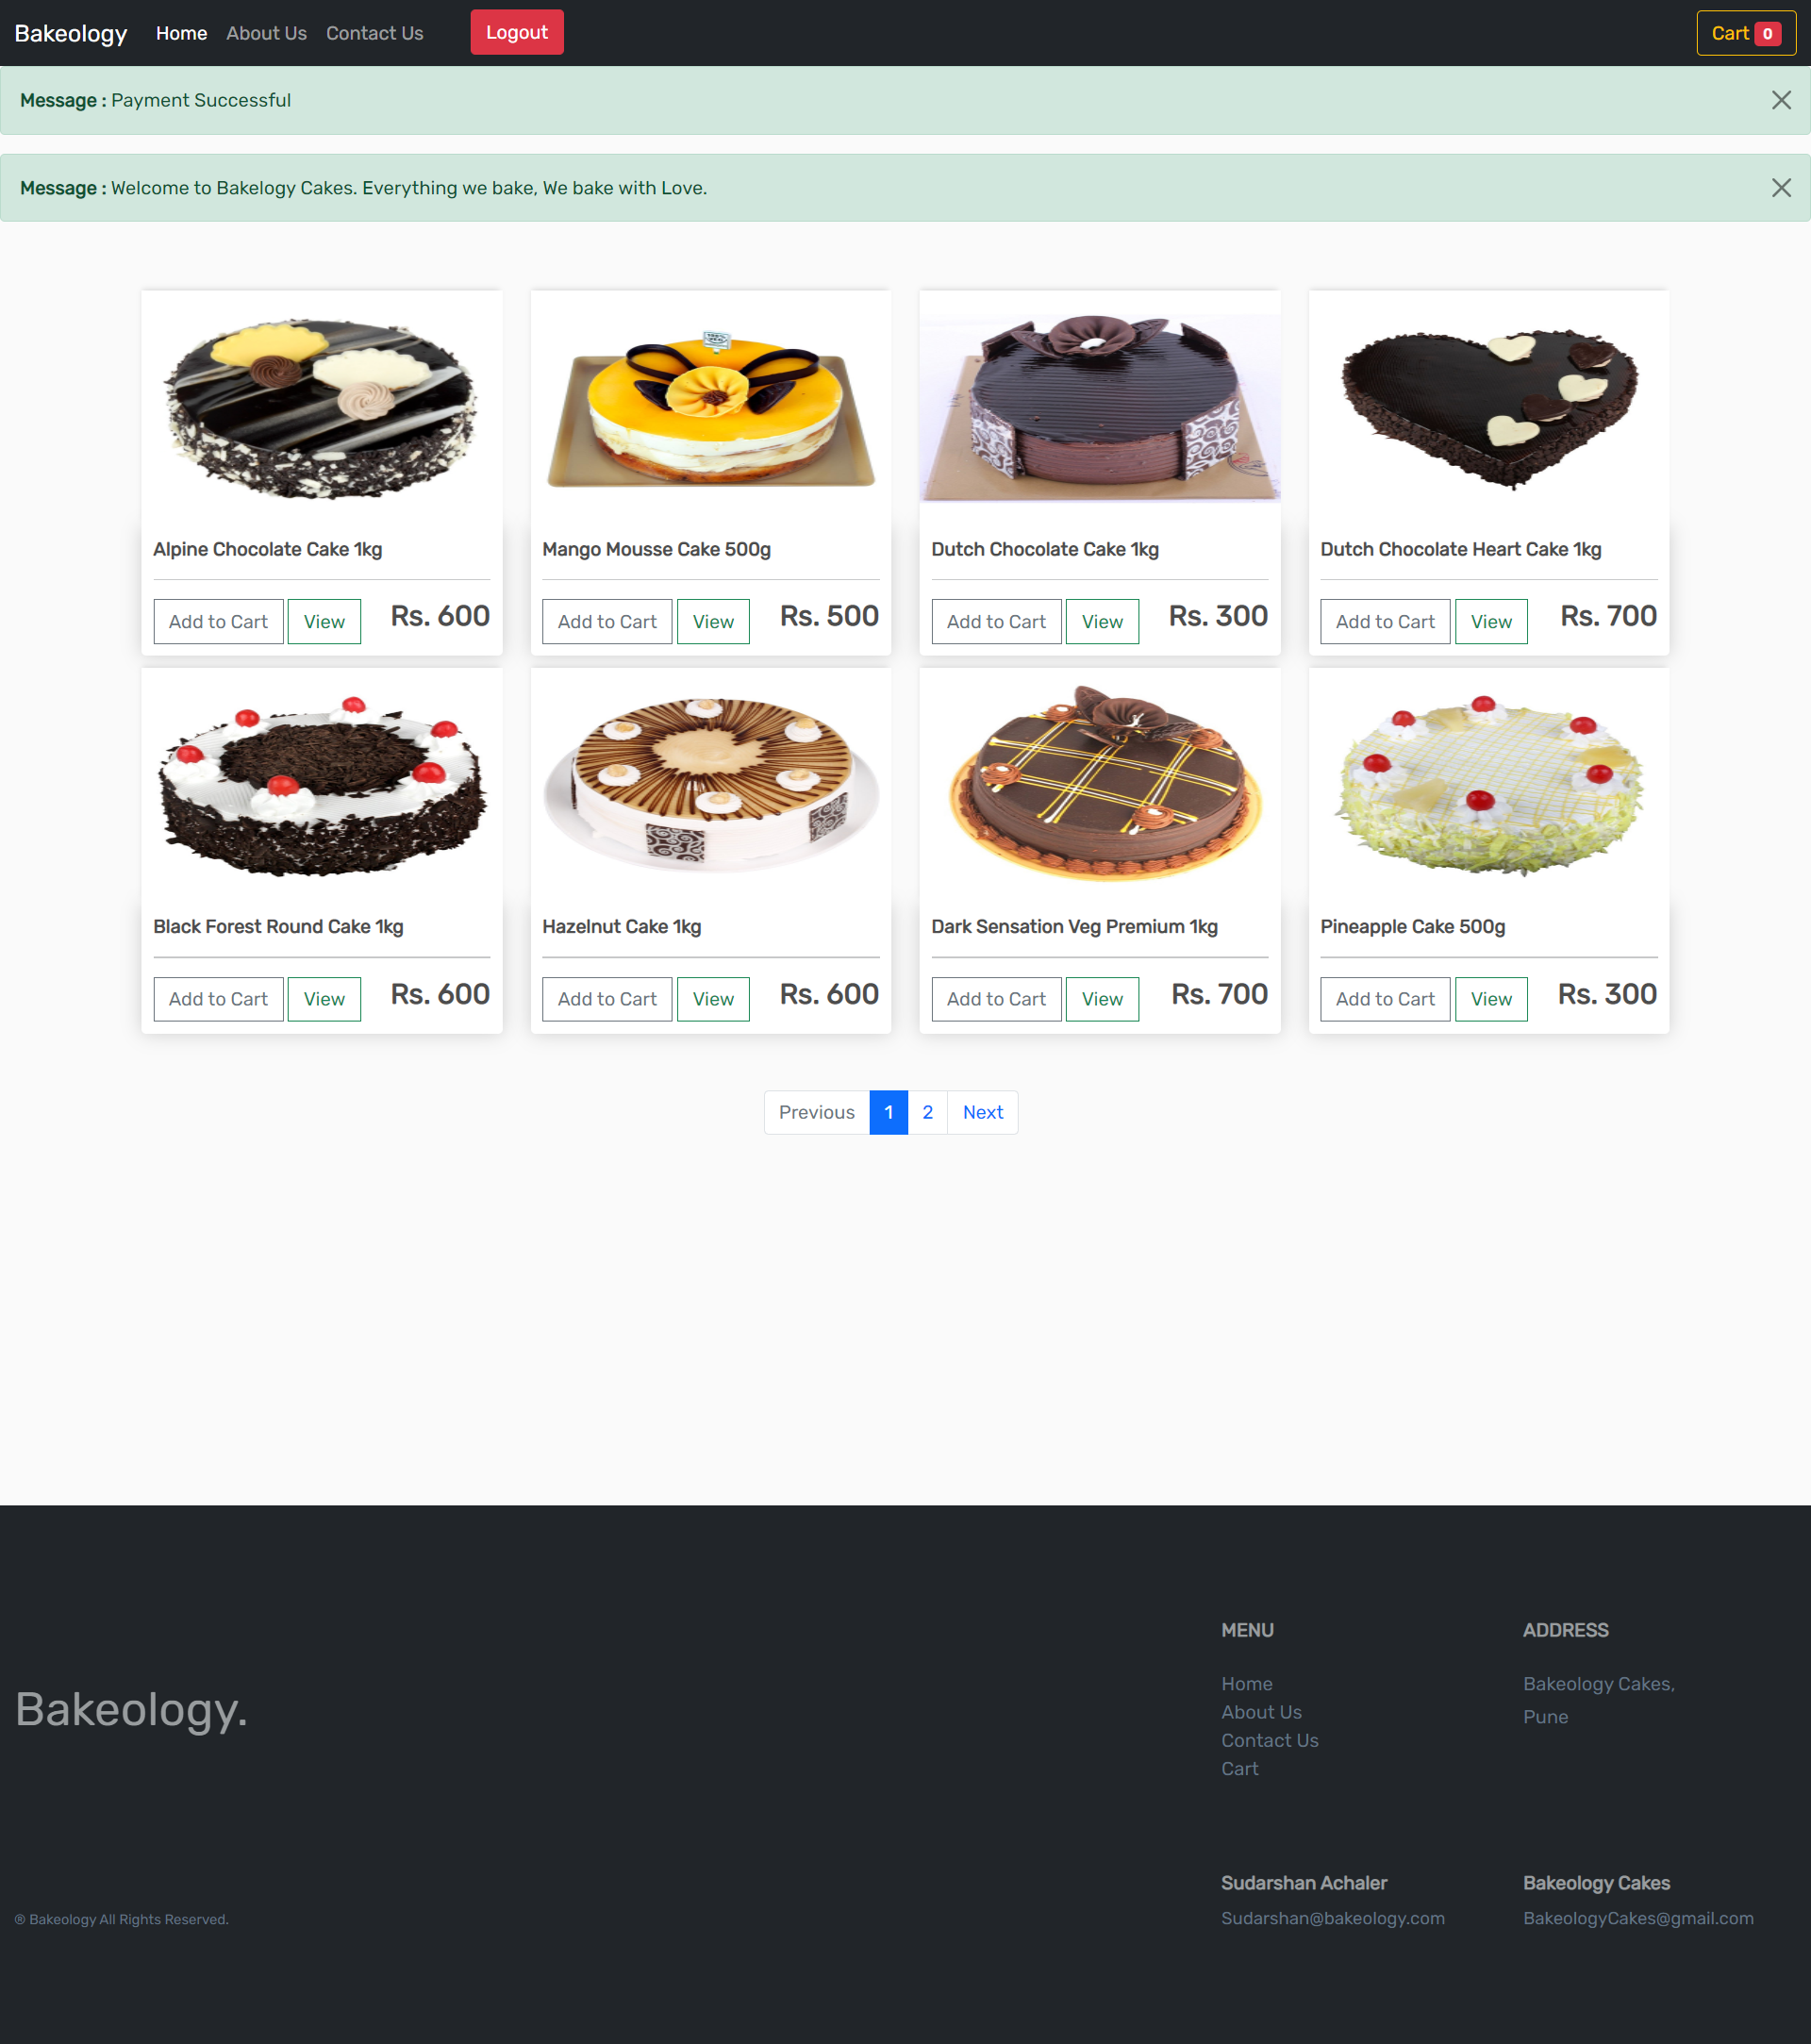 Bakeology Home About Us Contact Us Logout Cart 0
Message : Payment Successful
Message : Welcome to Bakelogy Cakes. Everything we bake, We bake with Love.
Alpine Chocolate Cake 1kg
Add to Cart View Rs. 600
Mango Mousse Cake 500g
Add to Cart View Rs. 500
Dutch Chocolate Cake 1kg
Add to Cart View Rs. 300
Dutch Chocolate Heart Cake 1kg
Add to Cart View Rs. 700
Black Forest Round Cake 1kg
Add to Cart View Rs. 600
Hazelnut Cake 1kg
Add to Cart View Rs. 600
Dark Sensation Veg Premium 1kg
Add to Cart View Rs. 700
Pineapple Cake 500g
Add to Cart View Rs. 300
Previous 1 2 Next
Bakeology.
MENU
Home
About Us
Contact Us
Cart
ADDRESS
Bakeology Cakes,
Pune
® Bakeology All Rights Reserved.
Sudarshan Achaler
Sudarshan@bakeology.com
Bakeology Cakes
BakeologyCakes@gmail.com